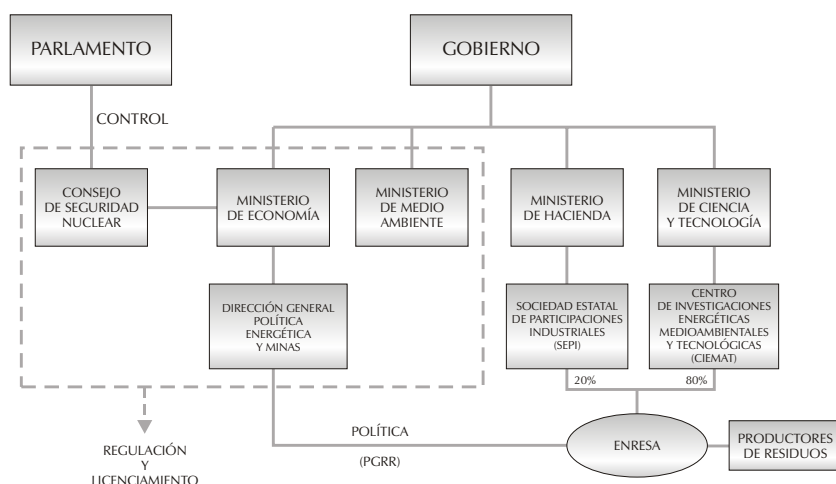 PARLAMENTO
GOBIERNO
CONTROL
CONSEJO
DE SEGURIDAD
NUCLEAR
MINISTERIO
DE ECONOMÍA
MINISTERIO
DE MEDIO
AMBIENTE
MINISTERIO
DE HACIENDA
MINISTERIO
DE CIENCIA
Y TECNOLOGÍA
DIRECCIÓN GENERAL
POLÍTICA
ENERGÉTICA
Y MINAS
SOCIEDAD ESTATAL
DE PARTICIPACIONES
INDUSTRIALES
(SEPI)
CENTRO
DE INVESTIGACIONES
ENERGÉTICAS
MEDIOAMBIENTALES
Y TECNOLÓGICAS
(CIEMAT)
20%
80%
REGULACIÓN
Y
LICENCIAMIENTO
POLÍTICA
(PGRR)
ENRESA
PRODUCTORES
DE RESIDUOS